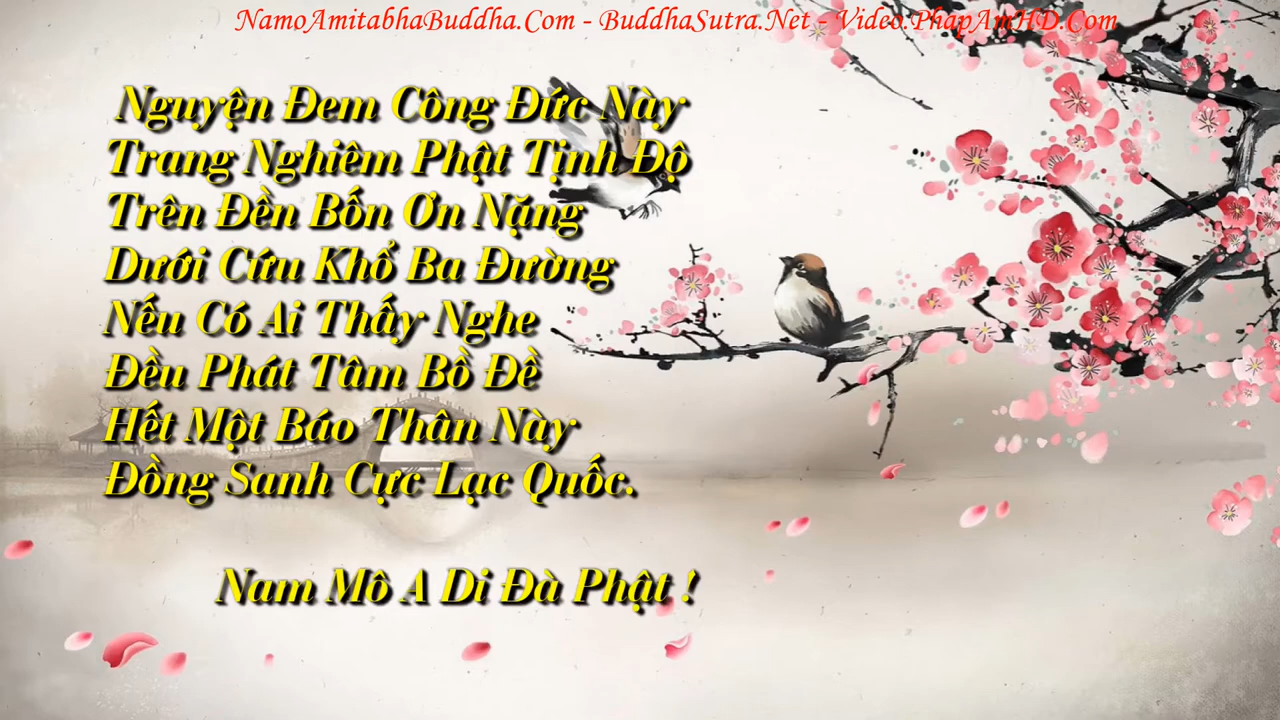 NamoAmitabhaBuddha.Com - BuddhaSutra.Net - Video.PhapAmHD.Com
Nguyện Đem Công Đức Này
Trang Nghiêm Phật Tịnh Độ
Trên Đền Bốn Ơn Nặng
Dưới Cứu Khổ Ba Đường
Nếu Có Ai Thấy Nghe
Đều Phát Tâm Bồ Đề
Hết Một Báo Thân Này
Đồng Sanh Cực Lạc Quốc.
Nam Mô A Di Đà Phật !